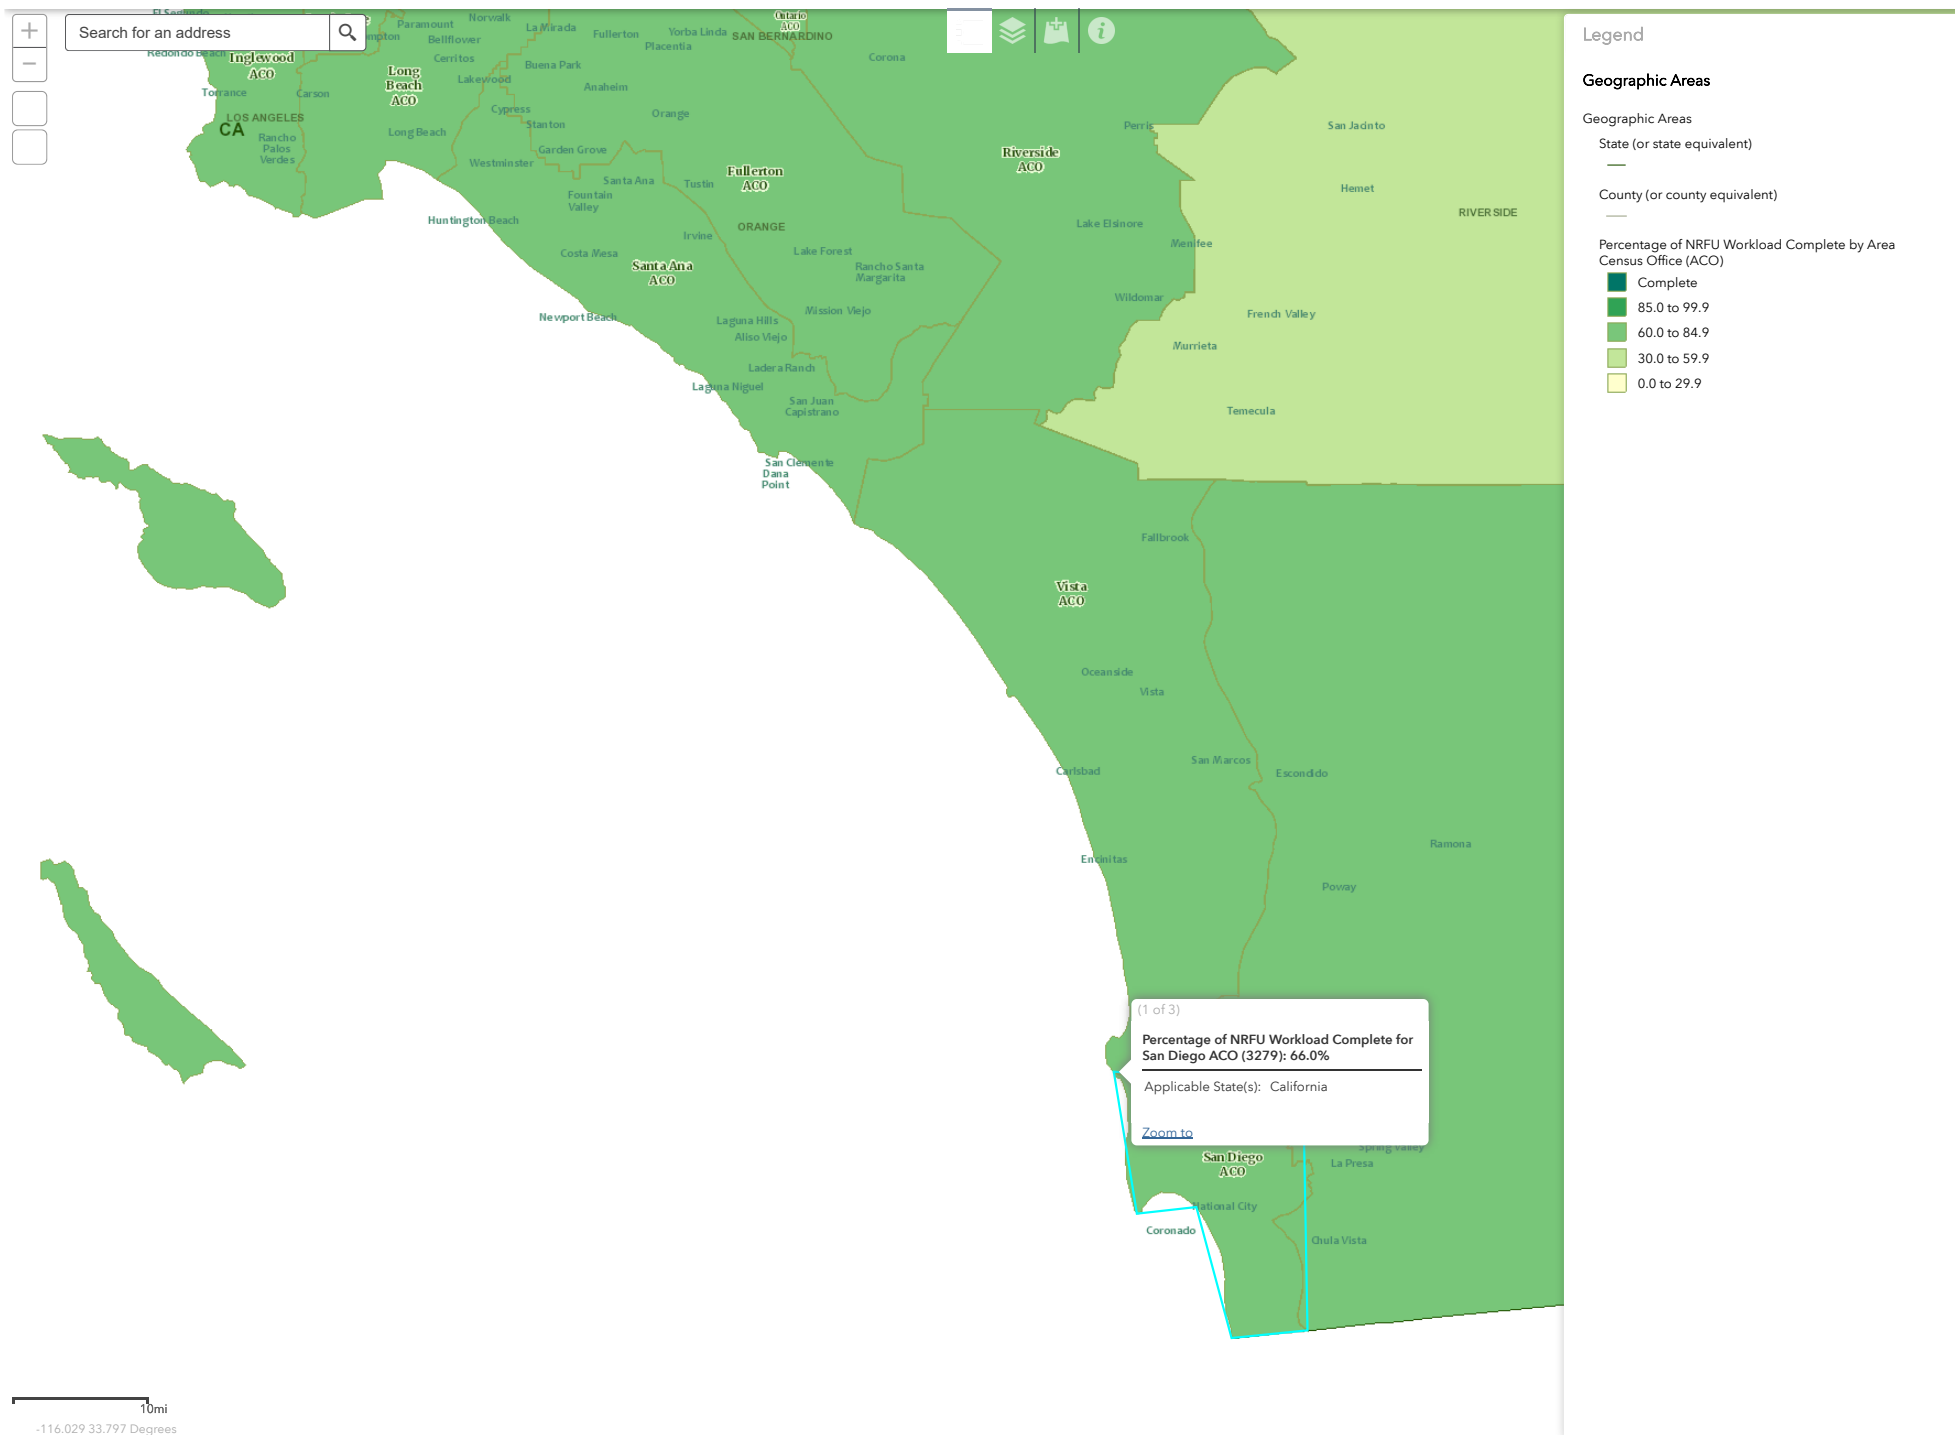 El Segundo
Search for an address
Redondo Beach
Inglewood
ACO
Torrance
Carson
LOS ANGELES
CA
Rancho
Palos
Verdes
Long
Beach
ACO
Long Beach
Paramount
Norwalk
Bellflower
Cerritos
Lakewood
La Mirada
Fullerton
Yorba Linda
Placentia
Buena Park
Anaheim
Cypress
Stanton
Orange
Garden Grove
Westminster
Ontario
ACO
SAN BERNARDINO
Corona
Santa Ana
Tustin
Fullerton
ACO
Fountain
Valley
Huntington Beach
Irvine
ORANGE
Costa Mesa
Santa Ana
ACO
Lake Forest
Rancho Santa
Margarita
Newport Beach
Mission Viejo
Laguna Hills
Aliso Viejo
Ladera Ranch
Laguna Niguel
San Juan
Capistrano
San Clemente
Dana
Point
Perris
Riverside
ACO
San Jacinto
Hemet
RIVERSIDE
Lake Elsinore
Menifee
Wildomar
French Valley
Murrieta
Temecula
Fallbrook
Vista
ACO
Oceanside
Vista
San Marcos
Carlsbad
Escondido
Encinitas
Ramona
Poway
(1 of 3)
Percentage of NRFU Workload Complete for
San Diego ACO (3279): 66.0%
Applicable State(s): California
Zoom to
Spring Valley
San Diego
ACO
La Presa
National City
Coronado
Chula Vista
10mi
-116.029 33.797 Degrees
Legend
Geographic Areas
Geographic Areas
State (or state equivalent)
County (or county equivalent)
Percentage of NRFU Workload Complete by Area
Census Office (ACO)
Complete
85.0 to 99.9
60.0 to 84.9
30.0 to 59.9
0.0 to 29.9